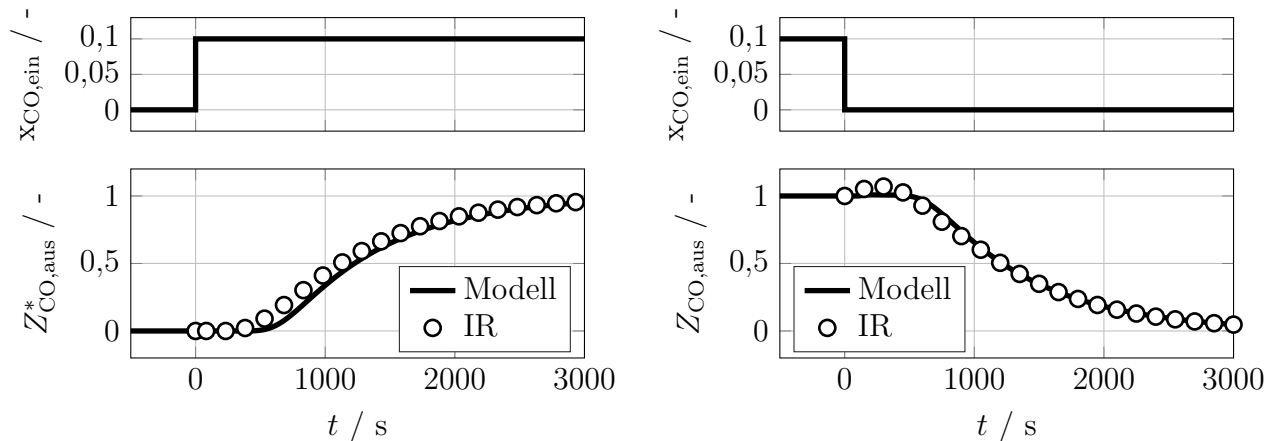 x_CO,ein / -
0,1
0,05
0
x_CO,ein / -
0,1
0,05
0
Z*_CO,aus / -
1
0,5
0
Modell
IR
0 1000 2000 3000
t / s
Z_CO,aus / -
1
0,5
0
Modell
IR
0 1000 2000 3000
t / s